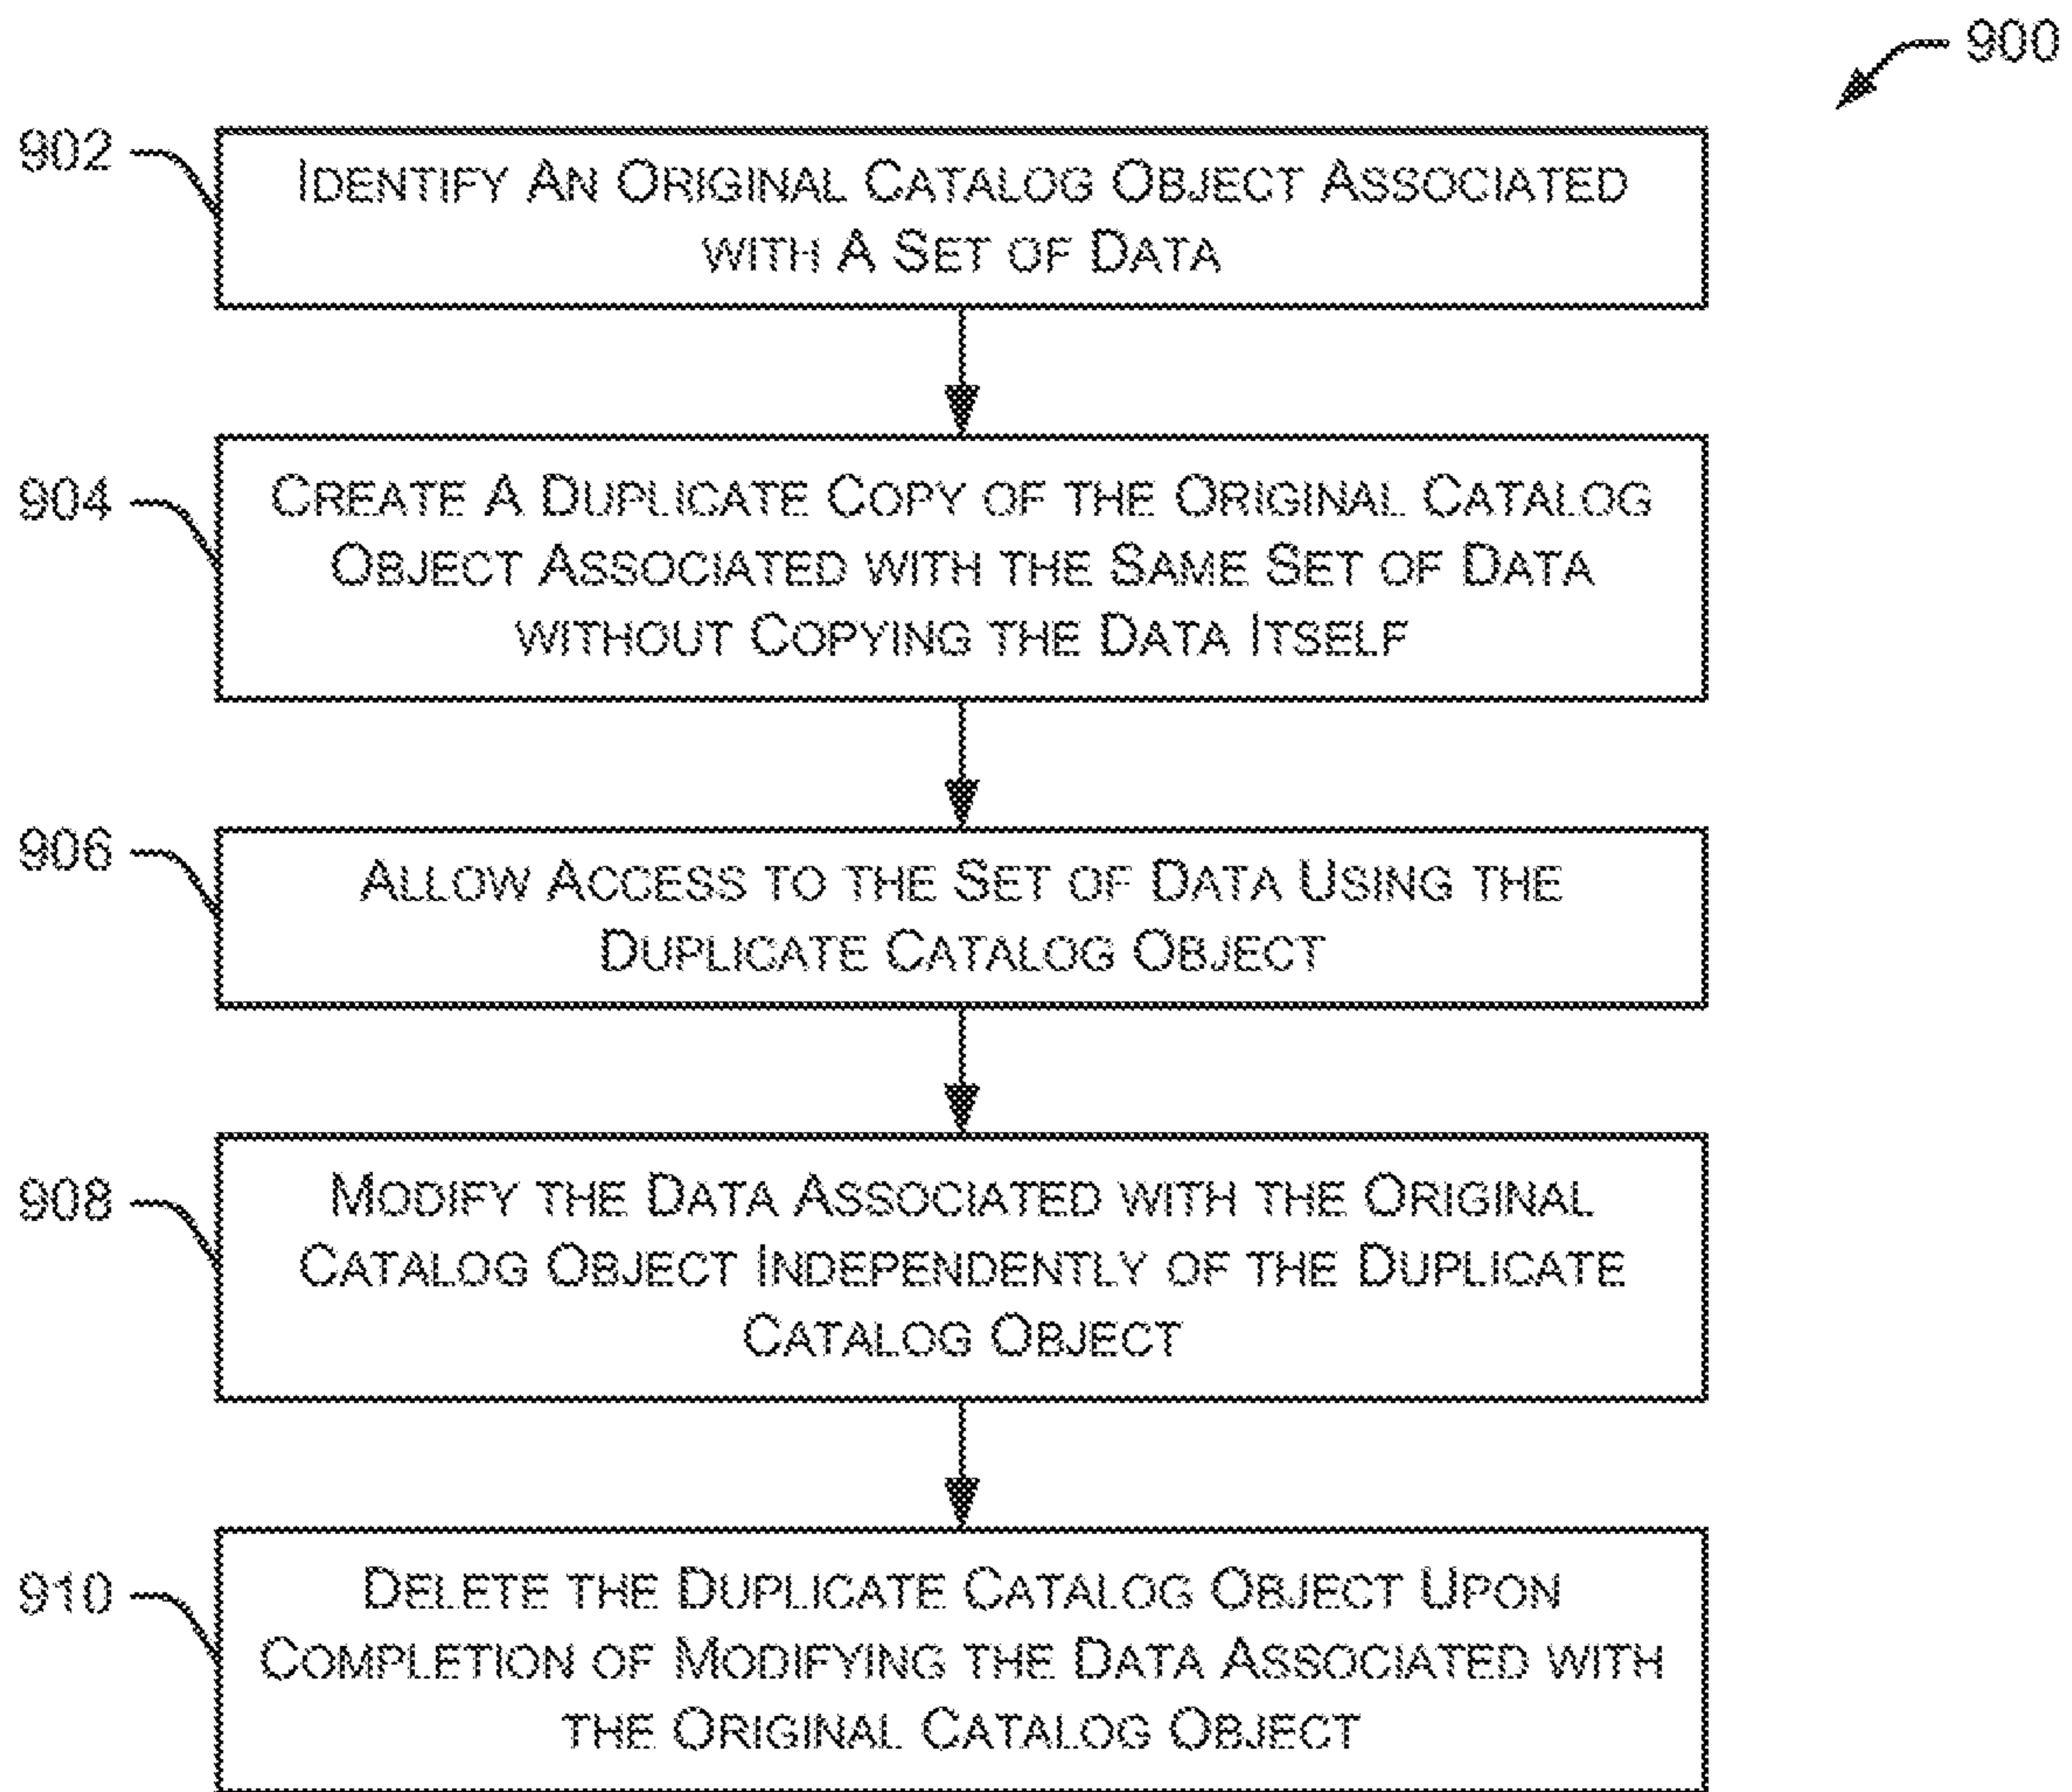 900
902
IDENTIFY AN ORIGINAL CATALOG OBJECT ASSOCIATED
WITH A SET OF DATA
904
CREATE A DUPLICATE COPY OF THE ORIGINAL CATALOG
OBJECT ASSOCIATED WITH THE SAME SET OF DATA
WITHOUT COPYING THE DATA ITSELF
906
ALLOW ACCESS TO THE SET OF DATA USING THE
DUPLICATE CATALOG OBJECT
908
MODIFY THE DATA ASSOCIATED WITH THE ORIGINAL
CATALOG OBJECT INDEPENDENTLY OF THE DUPLICATE
CATALOG OBJECT
910
DELETE THE DUPLICATE CATALOG OBJECT UPON
COMPLETION OF MODIFYING THE DATA ASSOCIATED WITH
THE ORIGINAL CATALOG OBJECT